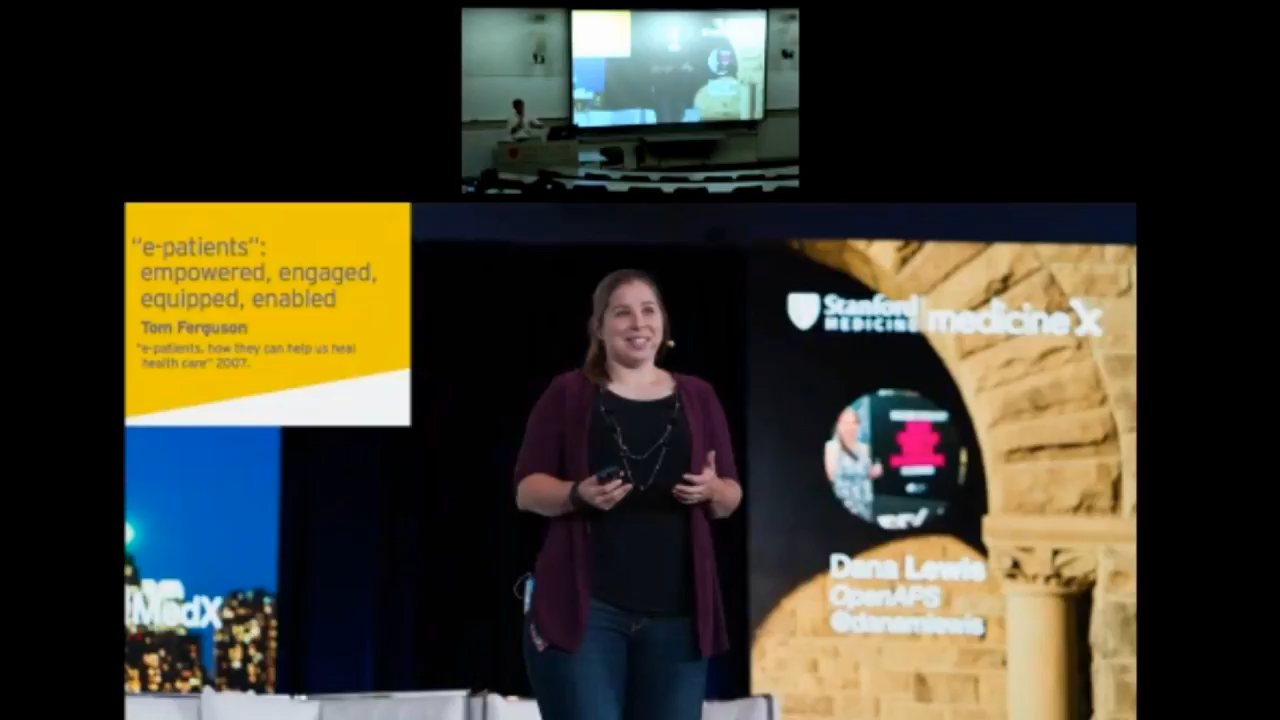 “e-patients”:
empowered, engaged,
equipped, enabled
Tom Ferguson
“e-patients, how they can help us heal
health care” 2007.
Stanford
MEDICINE
medicine X
MedX
Dana Lewis
OpenAPS
@danamlewis